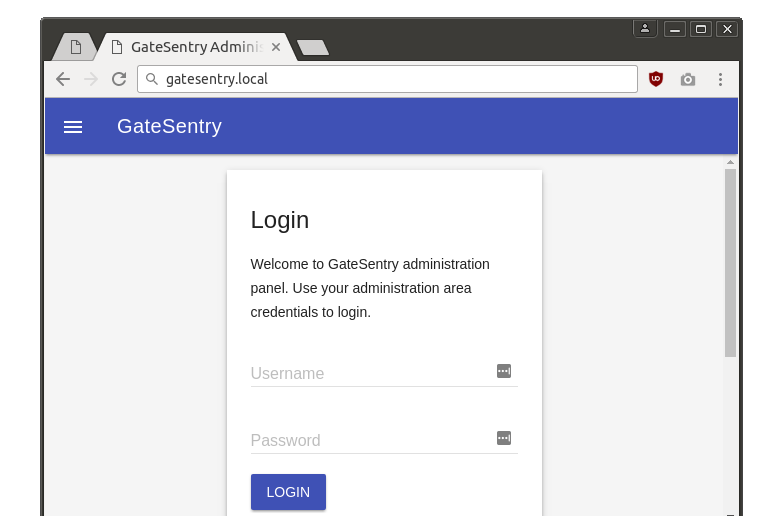 GateSentry Adminis
gatesentry.local
GateSentry
Login
Welcome to GateSentry administration
panel. Use your administration area
credentials to login.
Username
Password
LOGIN